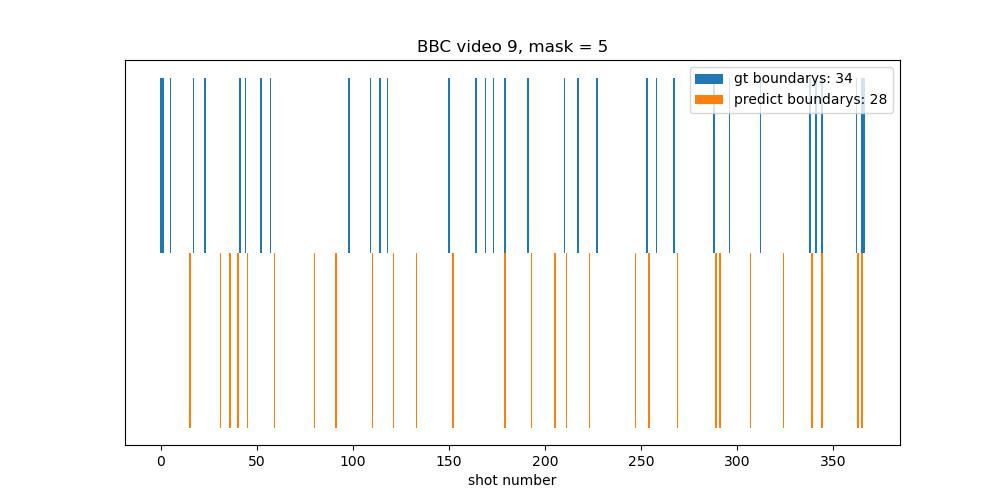 BBC video 9, mask = 5
gt boundarys: 34
predict boundarys: 28
0 50 100 150 200 250 300 350
shot number